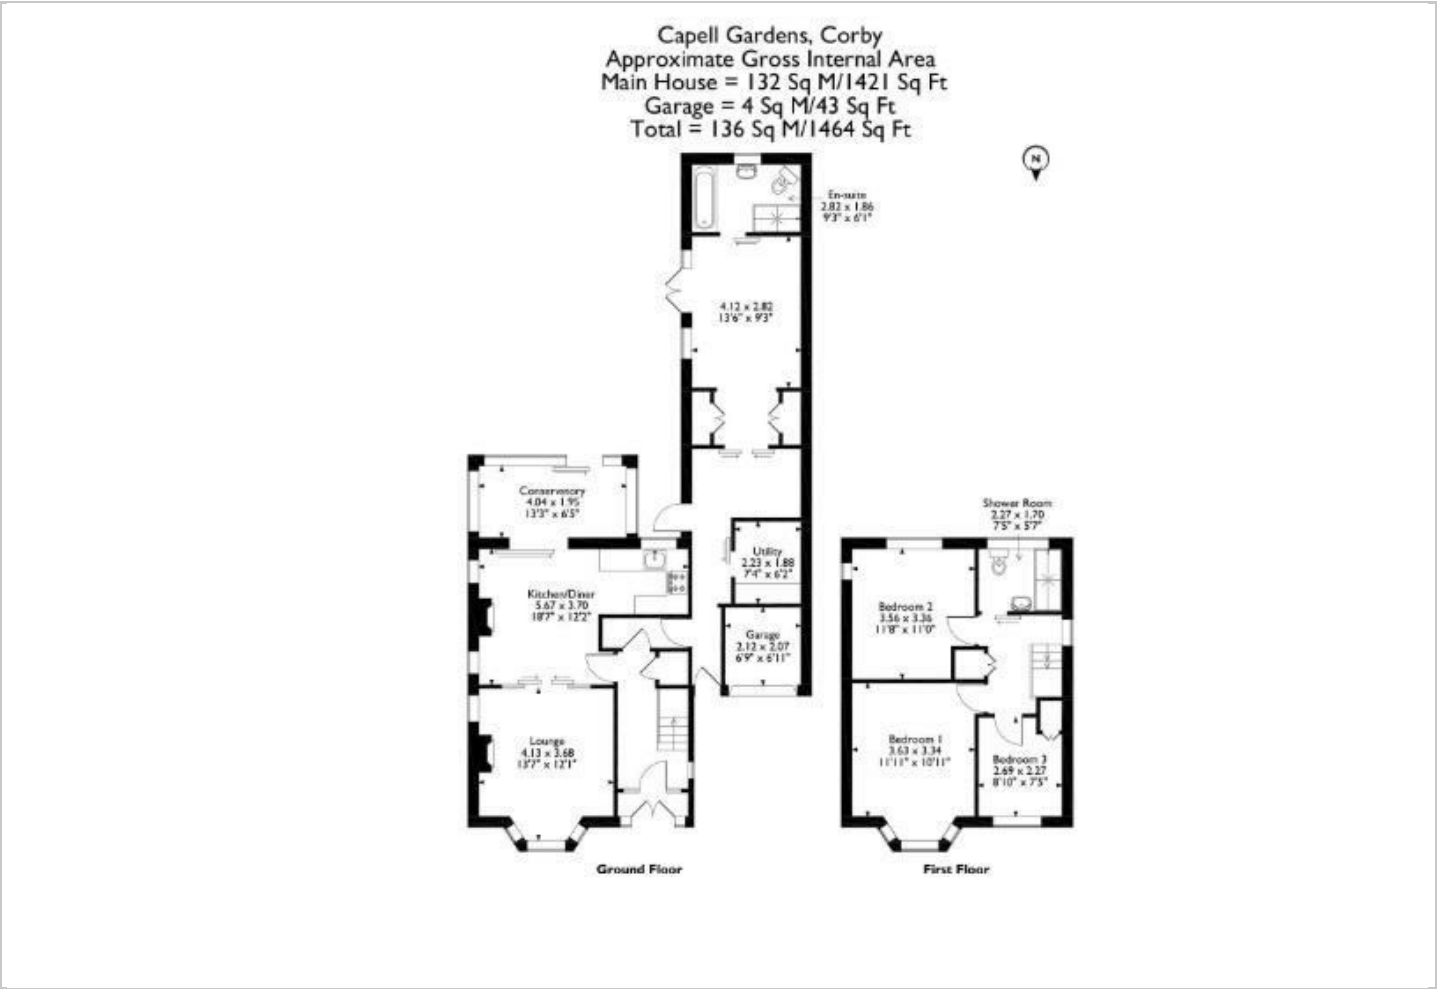 Capell Gardens, Corby
Approximate Gross Internal Area
Main House = 132 Sq M/1421 Sq Ft
Garage = 4 Sq M/43 Sq Ft
Total = 136 Sq M/1464 Sq Ft
N
En-suite
2.82 x 1.86
9'3" x 6'1"
4.12 x 2.82
13'6" x 9'3"
Conservatory
4.04 x 1.95
13'3" x 6'5"
Utility
2.23 x 1.88
7'4" x 6'2"
Kitchen/Diner
5.67 x 3.70
18'7" x 12'2"
Garage
2.12 x 2.07
6'9" x 6'11"
Lounge
4.13 x 3.68
13'7" x 12'1"
Ground Floor
Shower Room
2.27 x 1.70
7'5" x 5'7"
Bedroom 2
3.56 x 3.36
11'8" x 11'0"
Bedroom 1
3.63 x 3.34
11'11" x 10'11"
Bedroom 3
2.69 x 2.27
8'10" x 7'5"
First Floor